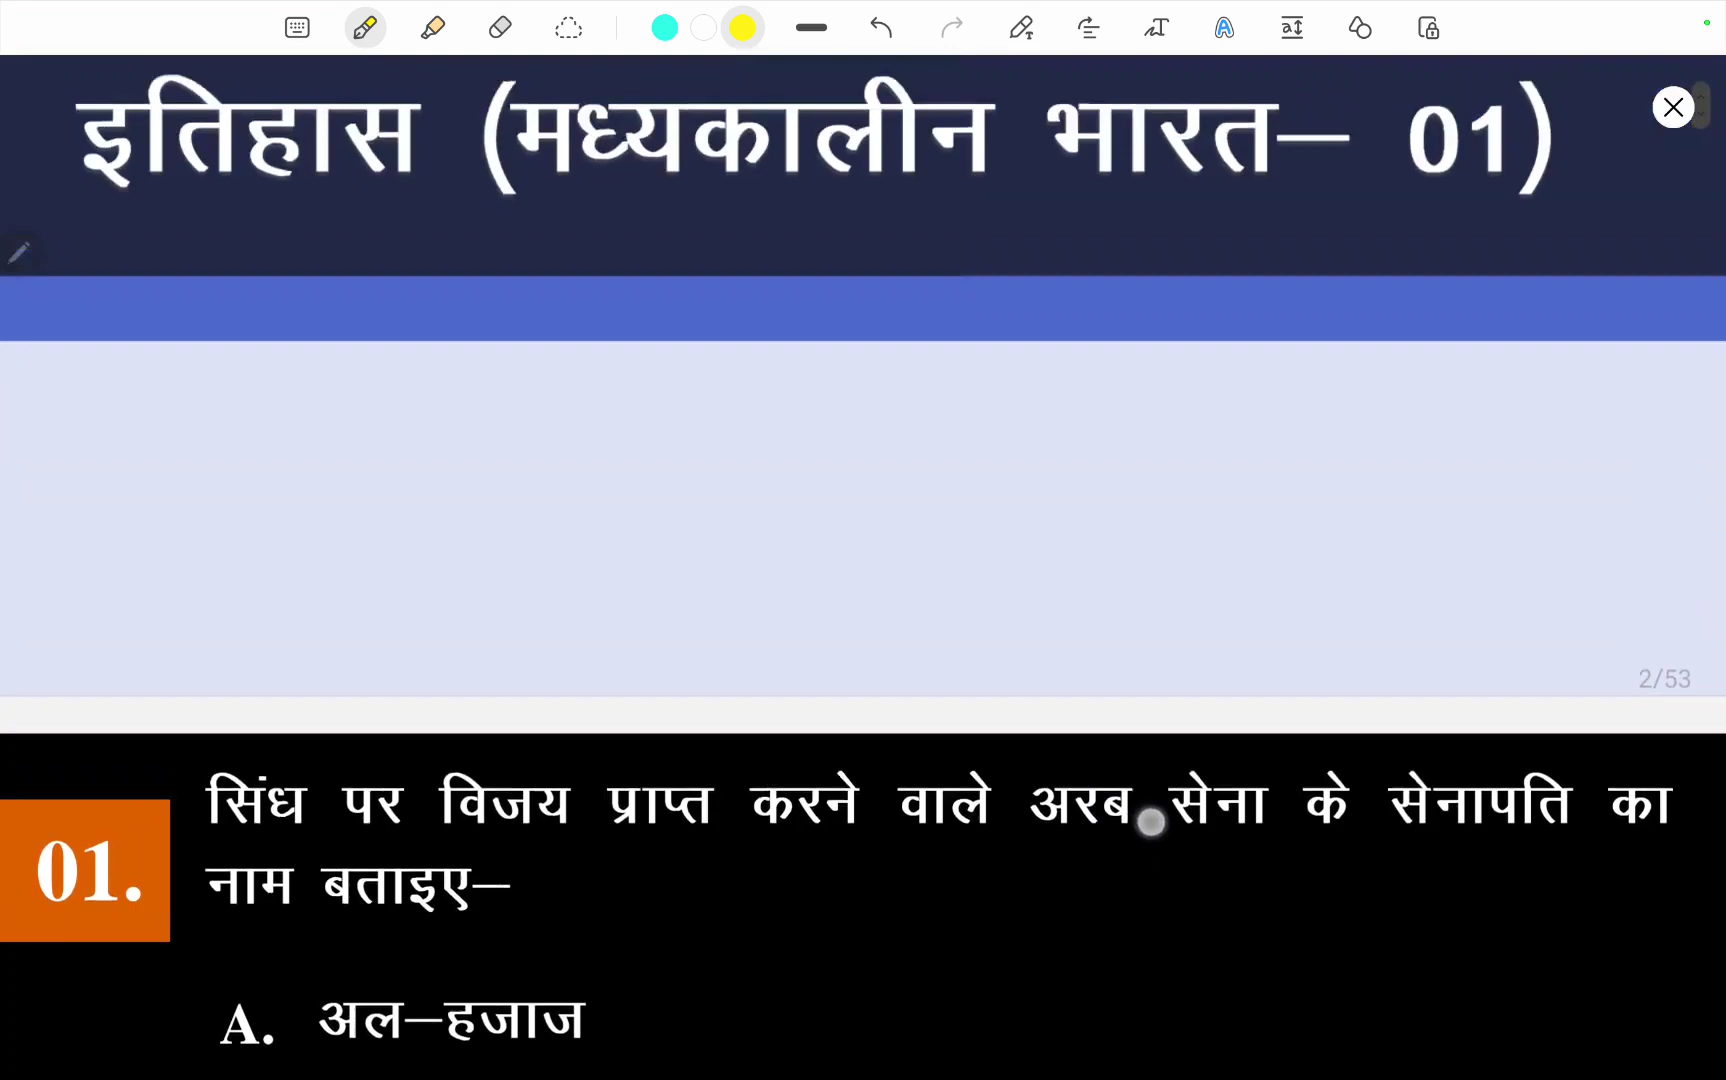 इतिहास (मध्यकालीन भारत– 01)
2/53
01.
सिंध पर विजय प्राप्त करने वाले अरब सेना के सेनापति का
नाम बताइए–
A. अल–हजाज